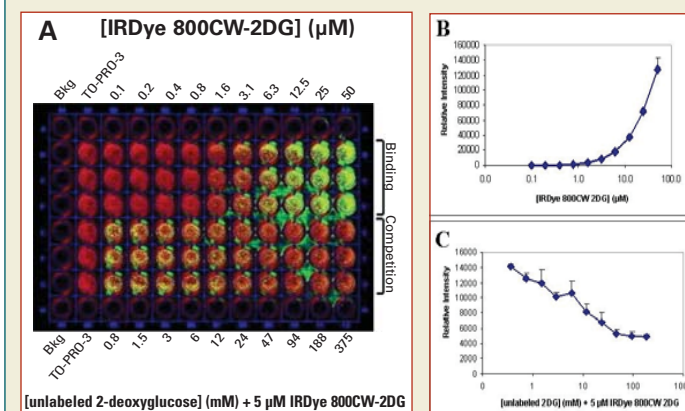 A
[IRDye 800CW-2DG] (µM)
Bkg
TO-PRO-3
0.1
0.2
0.4
0.8
1.6
3.1
6.3
12.5
25
50
Binding
Competition
Bkg
TO-PRO-3
0.8
1.5
3
6
12
24
47
94
188
375
[unlabeled 2-deoxyglucose] (mM) + 5 µM IRDye 800CW-2DG
B
Relative Intensity
160000
140000
120000
100000
80000
60000
40000
20000
0
0.0 0.1 1.0 10.0 100.0
[IRDye 800CW 2DG] (µM)
C
Relative Intensity
16000
14000
12000
10000
8000
6000
4000
2000
0
0 1 10 100
[unlabeled 2DG] (mM) + 5 µM IRDye 800CW 2DG